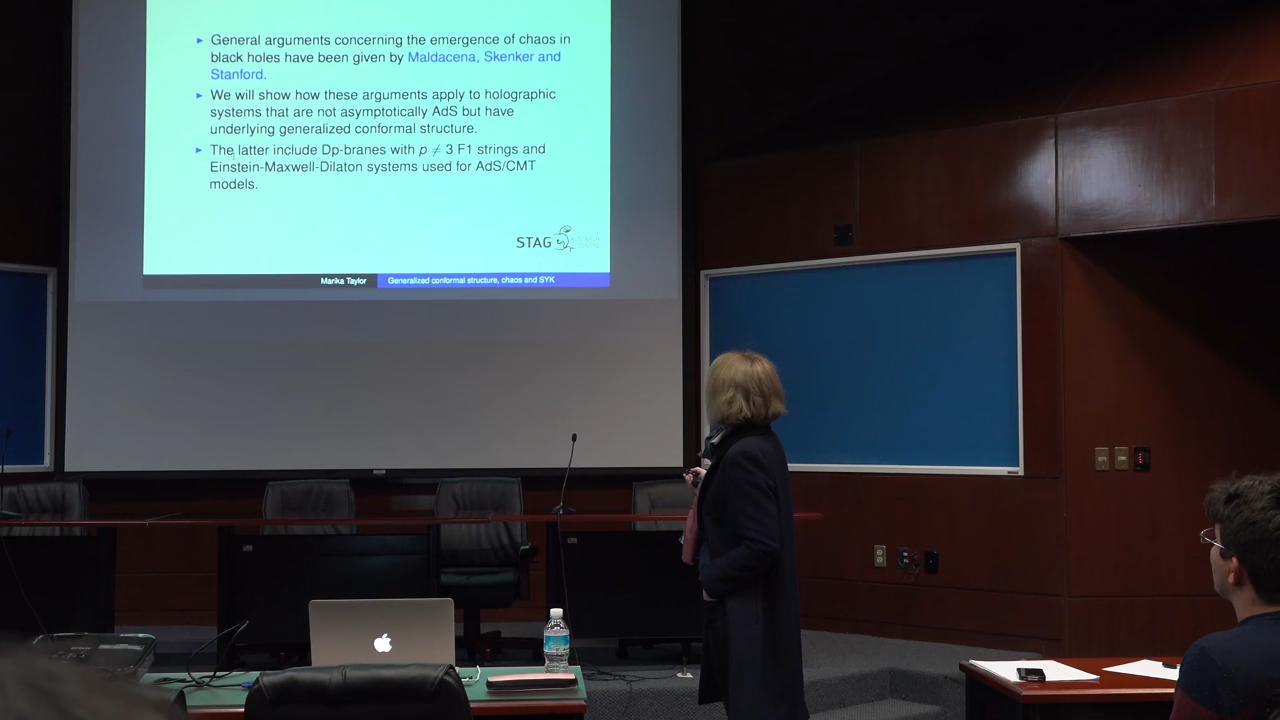 ▸ General arguments concerning the emergence of chaos in
black holes have been given by Maldacena, Skenker and
Stanford.
▸ We will show how these arguments apply to holographic
systems that are not asymptotically AdS but have
underlying generalized conformal structure.
▸ The latter include Dp-branes with p ≠ 3 F1 strings and
Einstein-Maxwell-Dilaton systems used for AdS/CMT
models.
STAG RESEARCH
CENTRE
Marika Taylor Generalized conformal structure, chaos and SYK